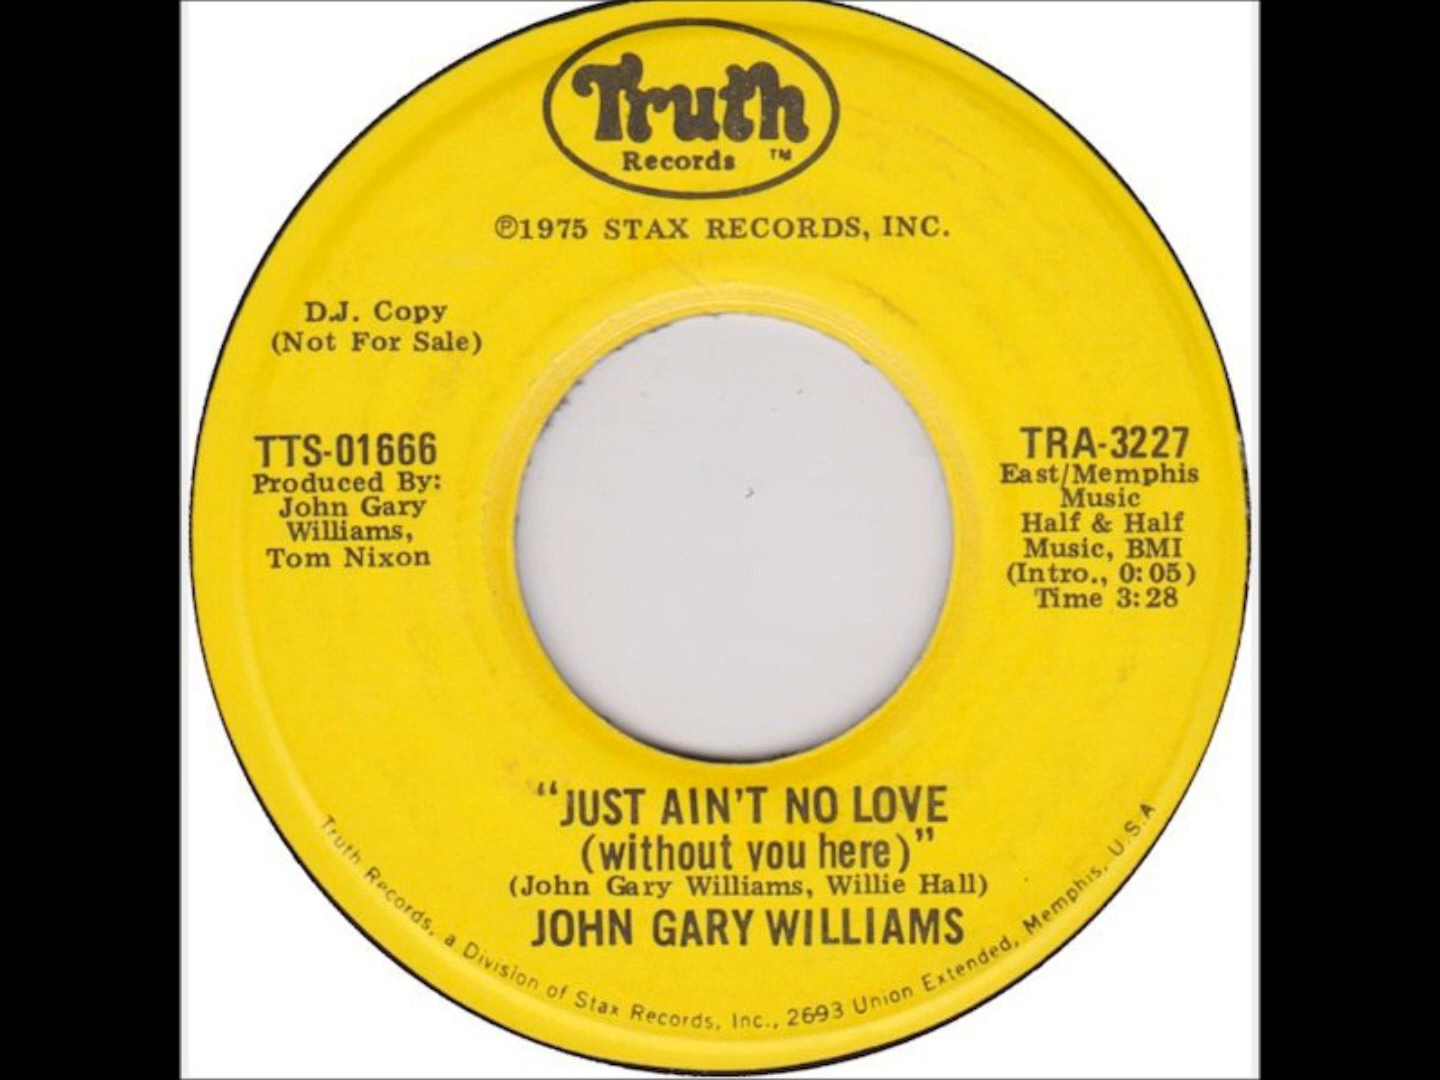 Truth
Records ™
℗1975 STAX RECORDS, INC.
D.J. Copy
(Not For Sale)
TTS-01666
Produced By:
John Gary
Williams,
Tom Nixon
TRA-3227
East/Memphis
Music
Half & Half
Music, BMI
(Intro., 0:05)
Time 3:28
"JUST AIN'T NO LOVE
(without you here)"
(John Gary Williams, Willie Hall)
JOHN GARY WILLIAMS
Truth Records, a Division of Stax Records, Inc., 2693 Union Extended, Memphis, U.S.A